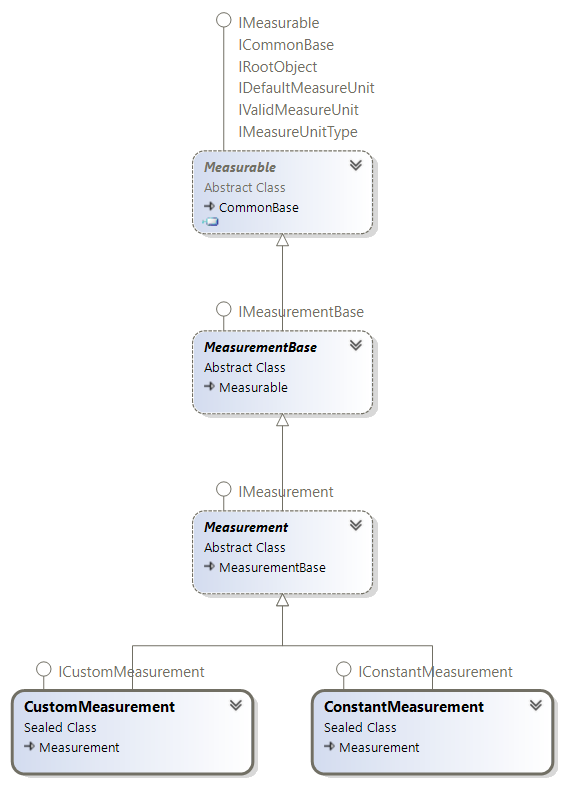 IMeasurable
ICommonBase
IRootObject
IDefaultMeasureUnit
IValidMeasureUnit
IMeasureUnitType
Measurable
Abstract Class
CommonBase
IMeasurementBase
MeasurementBase
Abstract Class
Measurable
IMeasurement
Measurement
Abstract Class
MeasurementBase
ICustomMeasurement
CustomMeasurement
Sealed Class
Measurement
IConstantMeasurement
ConstantMeasurement
Sealed Class
Measurement